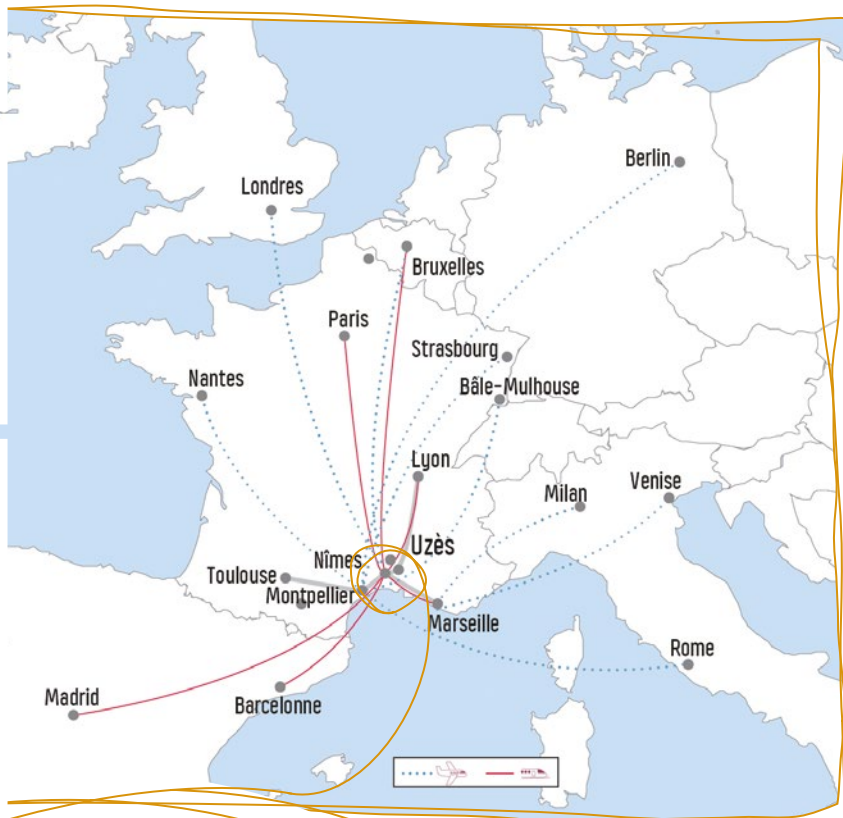 Berlin
Londres
Bruxelles
Paris
Strasbourg
Nantes
Bâle-Mulhouse
Lyon
Milan
Venise
Uzès
Nîmes
Toulouse
Montpellier
Marseille
Rome
Madrid
Barcelonne